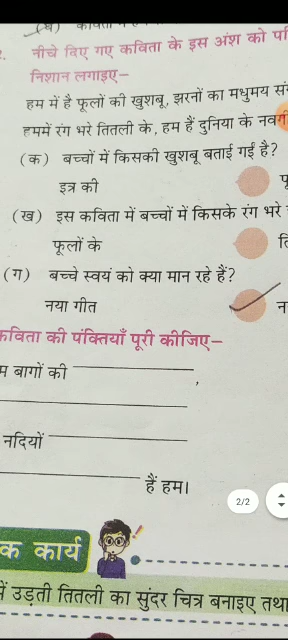 नीचे दिए गए कविता के इस अंश को
निशान लगाइए–
हम में है फूलों की खुशबू, झरनों का मधुमय
हममें रंग भरे तितली के, हम हैं दुनिया के
(क) बच्चों में किसकी खुशबू बताई गई है?
इत्र की
(ख) इस कविता में बच्चों में किसके रंग भरे
फूलों के
(ग) बच्चे स्वयं को क्या मान रहे हैं?
नया गीत
कविता की पंक्तियाँ पूरी कीजिए–
बागों की ,
नदियों
हैं हम।
2/2
कार्य
उड़ती तितली का सुंदर चित्र बनाइए तथा